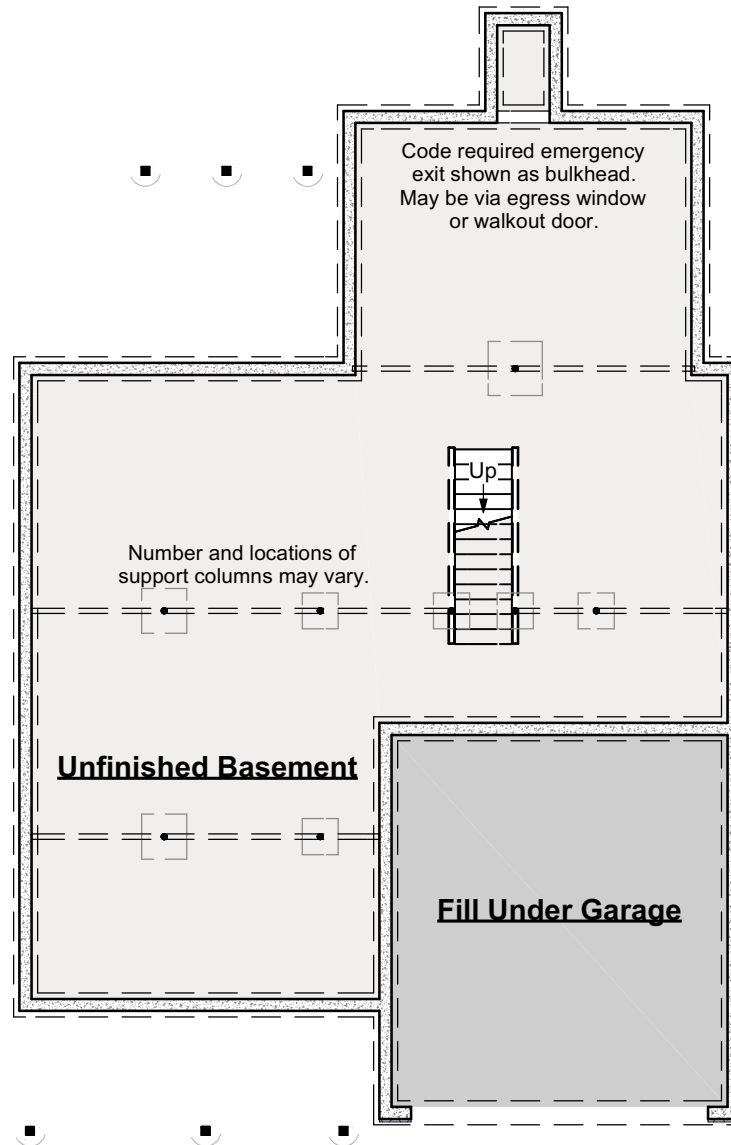 Code required emergency
exit shown as bulkhead.
May be via egress window
or walkout door.
Up
Number and locations of
support columns may vary.
Unfinished Basement
Fill Under Garage